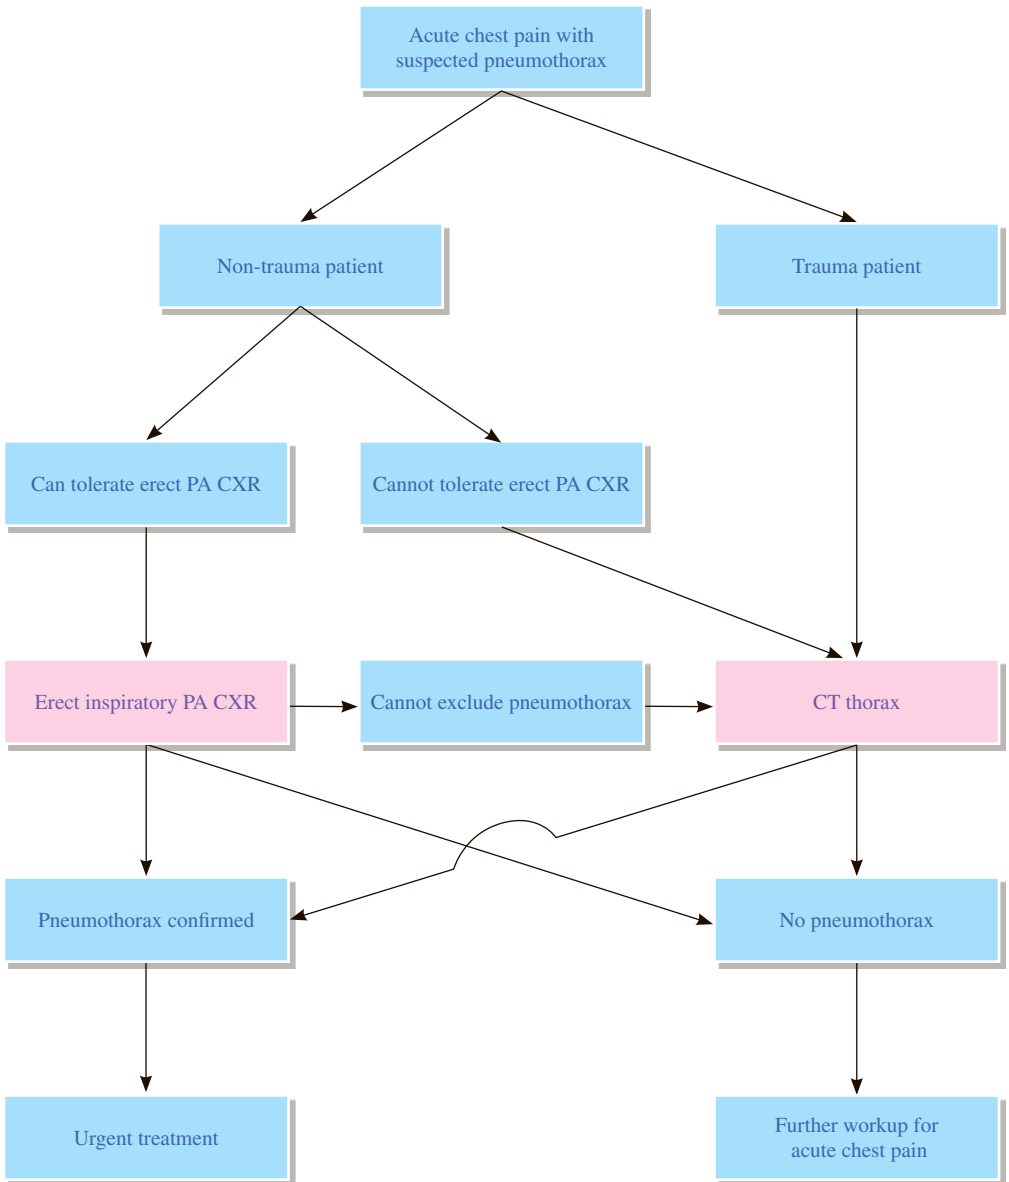 Acute chest pain with
suspected pneumothorax
Non-trauma patient
Trauma patient
Can tolerate erect PA CXR
Cannot tolerate erect PA CXR
Erect inspiratory PA CXR
Cannot exclude pneumothorax
CT thorax
Pneumothorax confirmed
No pneumothorax
Urgent treatment
Further workup for
acute chest pain